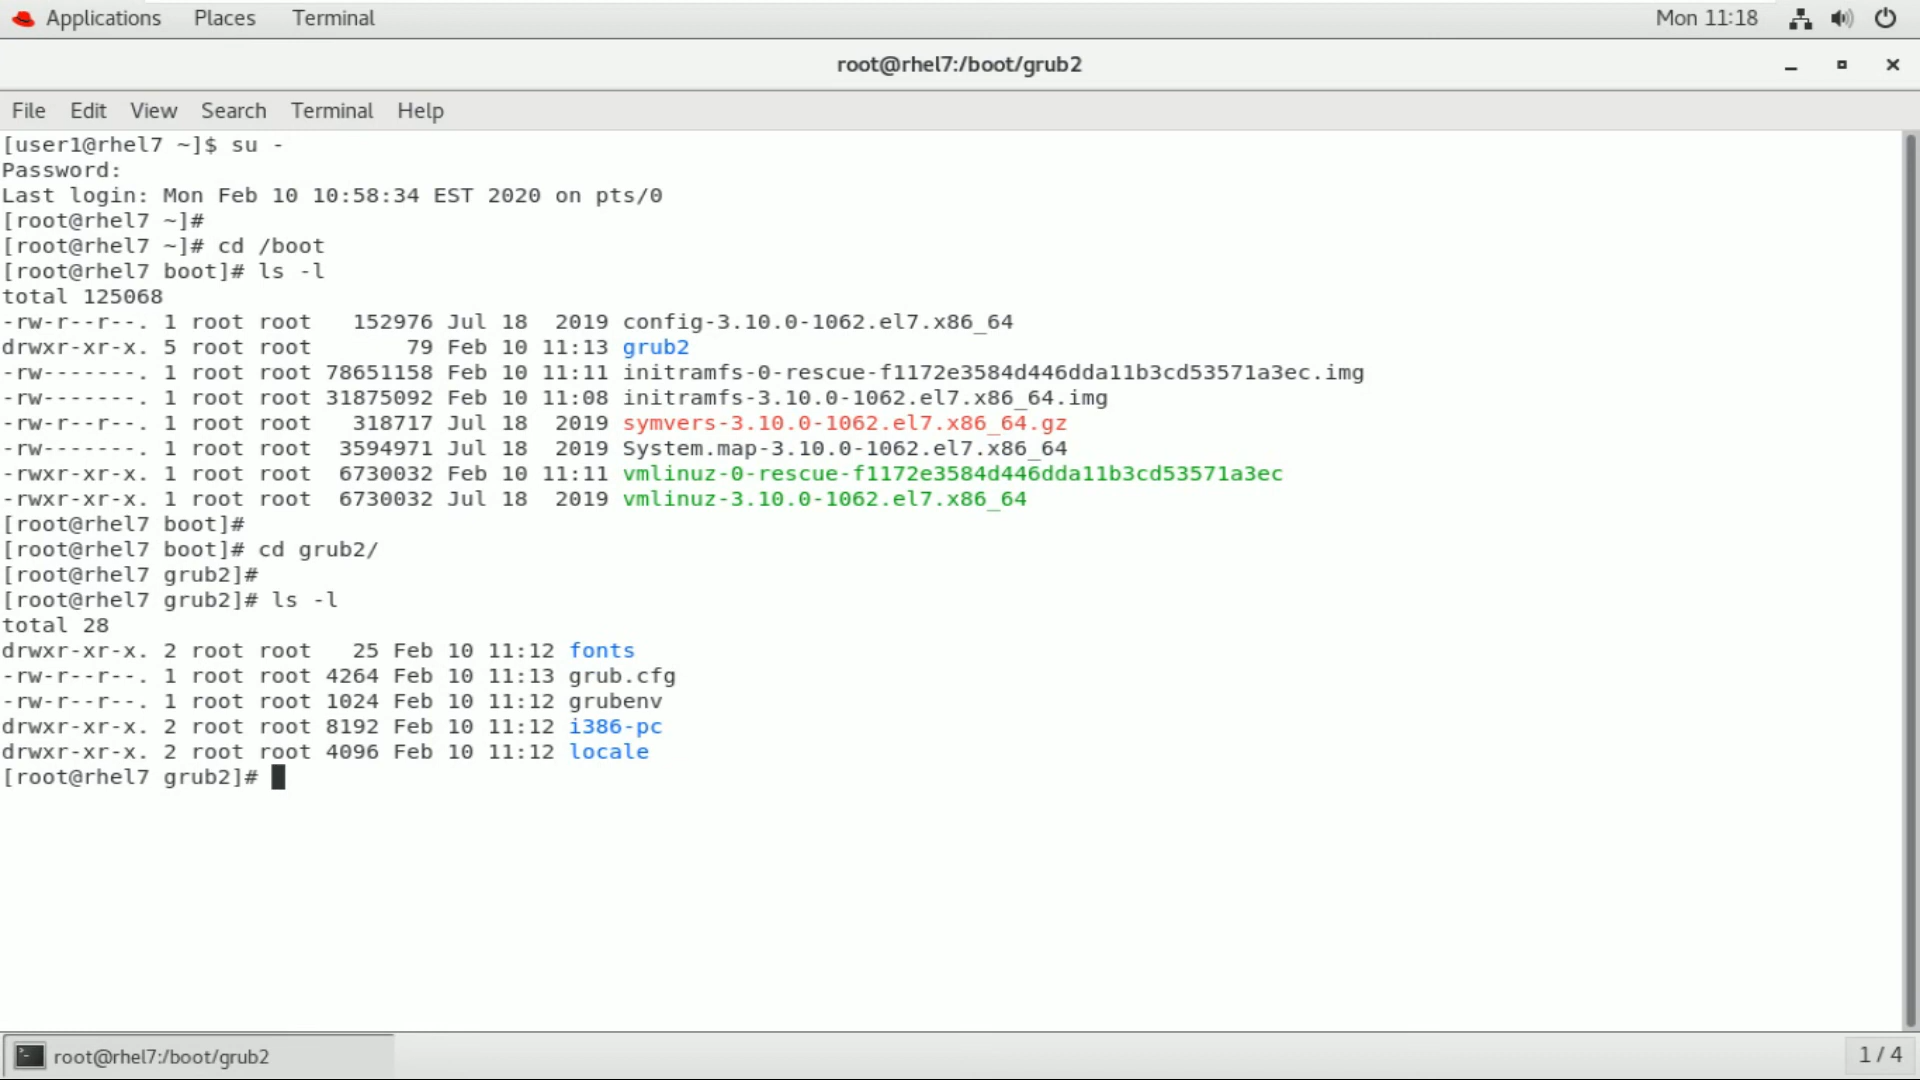 Applications Places Terminal Mon 11:18
root@rhel7:/boot/grub2
File Edit View Search Terminal Help
[user1@rhel7 ~]$ su -
Password:
Last login: Mon Feb 10 10:58:34 EST 2020 on pts/0
[root@rhel7 ~]#
[root@rhel7 ~]# cd /boot
[root@rhel7 boot]# ls -l
total 125068
-rw-r--r--. 1 root root   152976 Jul 18  2019 config-3.10.0-1062.el7.x86_64
drwxr-xr-x. 5 root root       79 Feb 10 11:13 grub2
-rw-------. 1 root root 78651158 Feb 10 11:11 initramfs-0-rescue-f1172e3584d446dda11b3cd53571a3ec.img
-rw-------. 1 root root 31875092 Feb 10 11:08 initramfs-3.10.0-1062.el7.x86_64.img
-rw-r--r--. 1 root root   318717 Jul 18  2019 symvers-3.10.0-1062.el7.x86_64.gz
-rw-------. 1 root root  3594971 Jul 18  2019 System.map-3.10.0-1062.el7.x86_64
-rwxr-xr-x. 1 root root  6730032 Feb 10 11:11 vmlinuz-0-rescue-f1172e3584d446dda11b3cd53571a3ec
-rwxr-xr-x. 1 root root  6730032 Jul 18  2019 vmlinuz-3.10.0-1062.el7.x86_64
[root@rhel7 boot]#
[root@rhel7 boot]# cd grub2/
[root@rhel7 grub2]#
[root@rhel7 grub2]# ls -l
total 28
drwxr-xr-x. 2 root root   25 Feb 10 11:12 fonts
-rw-r--r--. 1 root root 4264 Feb 10 11:13 grub.cfg
-rw-r--r--. 1 root root 1024 Feb 10 11:12 grubenv
drwxr-xr-x. 2 root root 8192 Feb 10 11:12 i386-pc
drwxr-xr-x. 2 root root 4096 Feb 10 11:12 locale
[root@rhel7 grub2]#
root@rhel7:/boot/grub2 1 / 4